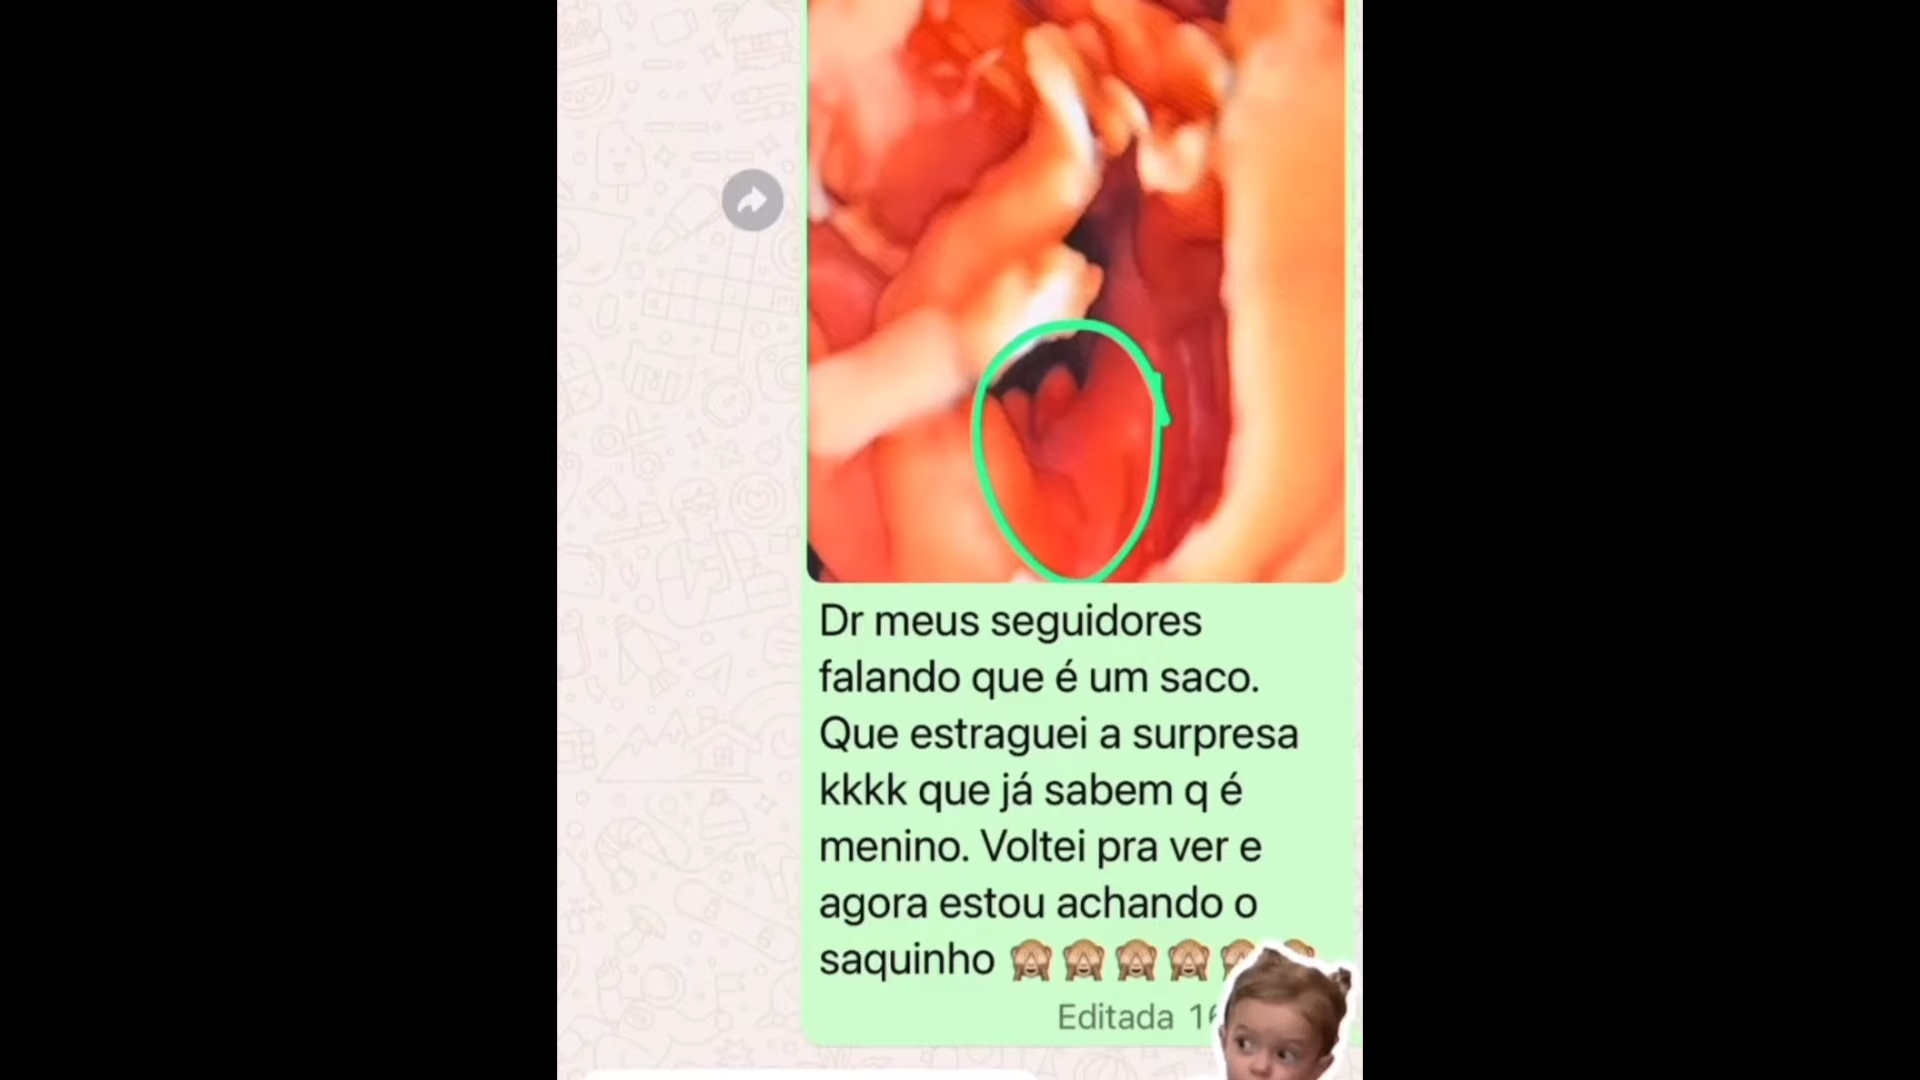 Dr meus seguidores
falando que é um saco.
Que estraguei a surpresa
kkkk que já sabem q é
menino. Voltei pra ver e
agora estou achando o
saquinho 🙈🙈🙈🙈🙈🙈
Editada